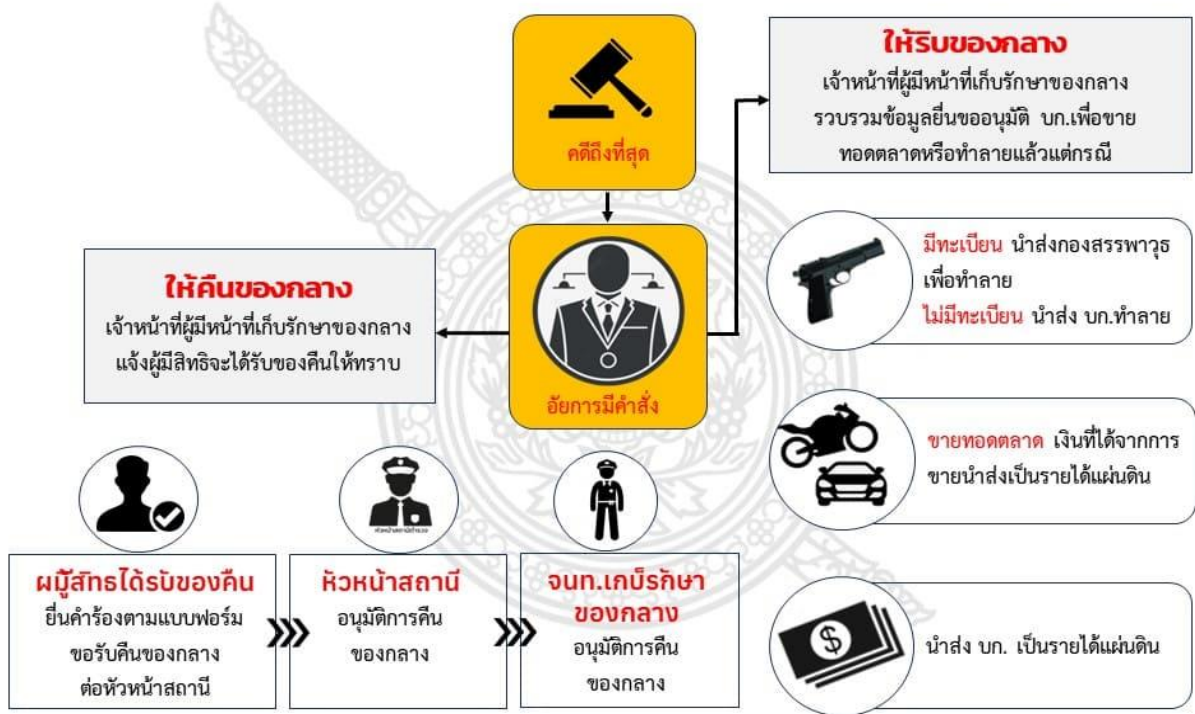 คดีถึงที่สุด
อัยการมีคำสั่ง
ให้ริบของกลาง
เจ้าหน้าที่ผู้มีหน้าที่เก็บรักษาของกลาง
รวบรวมข้อมูลยื่นขออนุมัติ บก.เพื่อขาย
ทอดตลาดหรือทำลายแล้วแต่กรณี
มีทะเบียน นำส่งกองสรรพาวุธ
เพื่อทำลาย
ไม่มีทะเบียน นำส่ง บก.ทำลาย
ขายทอดตลาด เงินที่ได้จากการ
ขายนำส่งเป็นรายได้แผ่นดิน
นำส่ง บก. เป็นรายได้แผ่นดิน
ให้คืนของกลาง
เจ้าหน้าที่ผู้มีหน้าที่เก็บรักษาของกลาง
แจ้งผู้มีสิทธิจะได้รับของคืนให้ทราบ
ผมู้ีสิทธได้รบัของคืน
ยื่นคำร้องตามแบบฟอร์ม
ขอรับคืนของกลาง
ต่อหัวหน้าสถานี
หัวหน้าสถานีตำรวจ
หัวหน้าสถานี
อนุมัติการคืน
ของกลาง
จนท.เกบ็รกัษา
ของกลาง
อนุมัติการคืน
ของกลาง